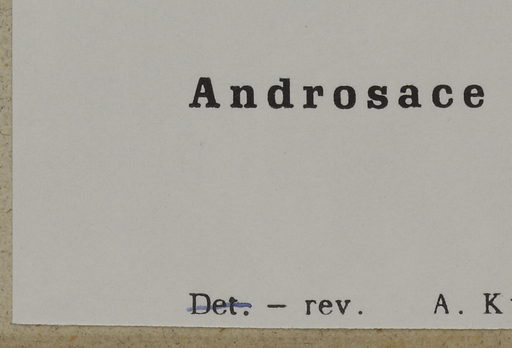 Androsace
Det. — rev. A. K